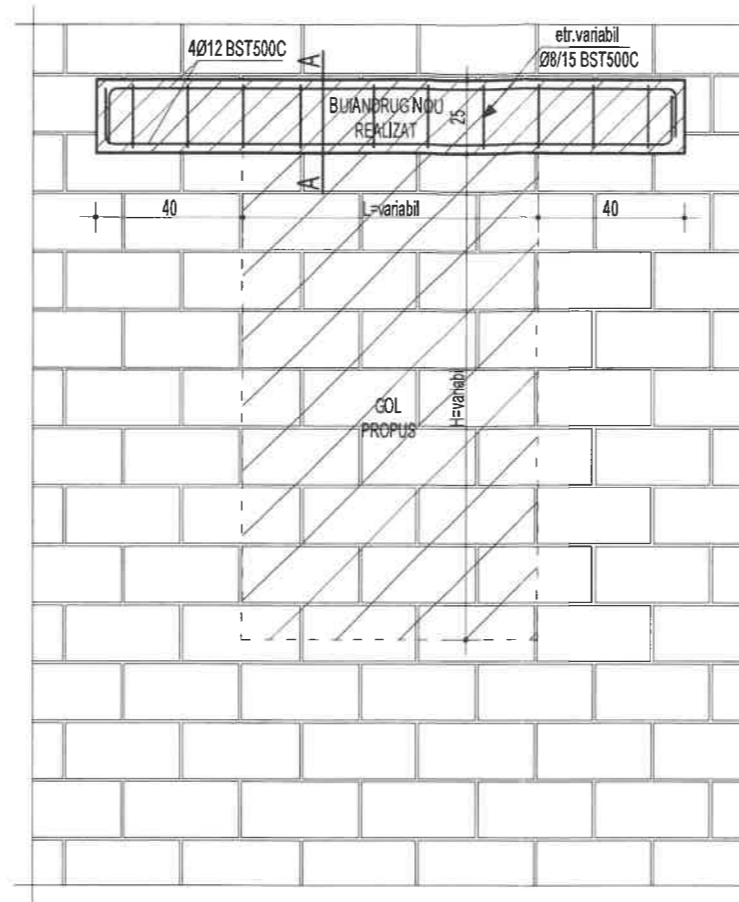 4Ø12 BST500C
A
etr.variabil
Ø8/15 BST500C
BUIANDRUG NOU
REALIZAT
25
A
40
L=variabil
40
H=variabil
GOL
PROPUS